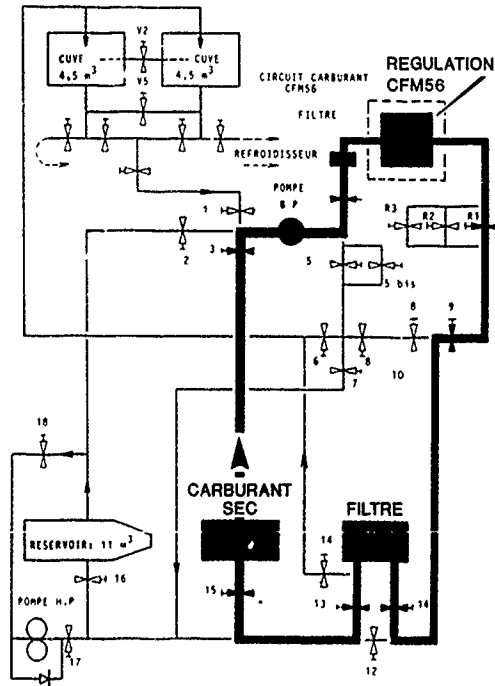 V2
CUVE
4,5 m³
CUVE
4,5 m³
V5
CIRCUIT CARBURANT
CFM56
REGULATION
CFM56
FILTRE
REFROIDISSEUR
POMPE
B P
1
2
3
R3
R2
R1
5
5 bis
6
8
8
9
7
10
18
CARBURANT
SEC
FILTRE
RESERVOIR: 11 m³
14
16
15
13
14
POMPE H.P
17
12